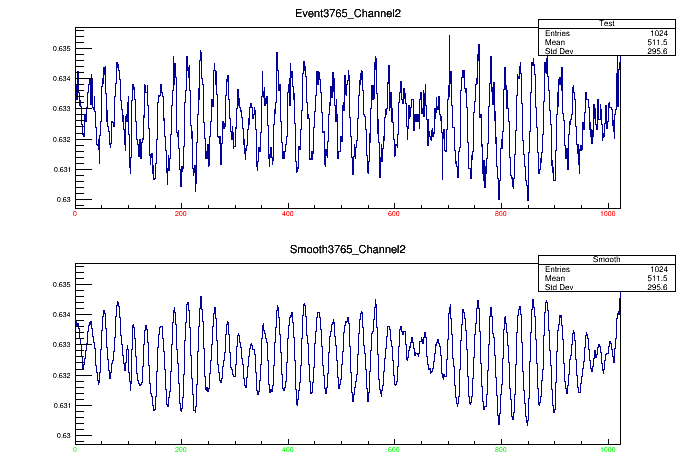 Event3765_Channel2
Test
Entries 1024
Mean 511.5
Std Dev 295.6
0.635
0.634
0.633
0.632
0.631
0.63
0 200 400 600 800 1000
Smooth3765_Channel2
Smooth
Entries 1024
Mean 511.5
Std Dev 295.6
0.635
0.634
0.633
0.632
0.631
0.63
0 200 400 600 800 1000